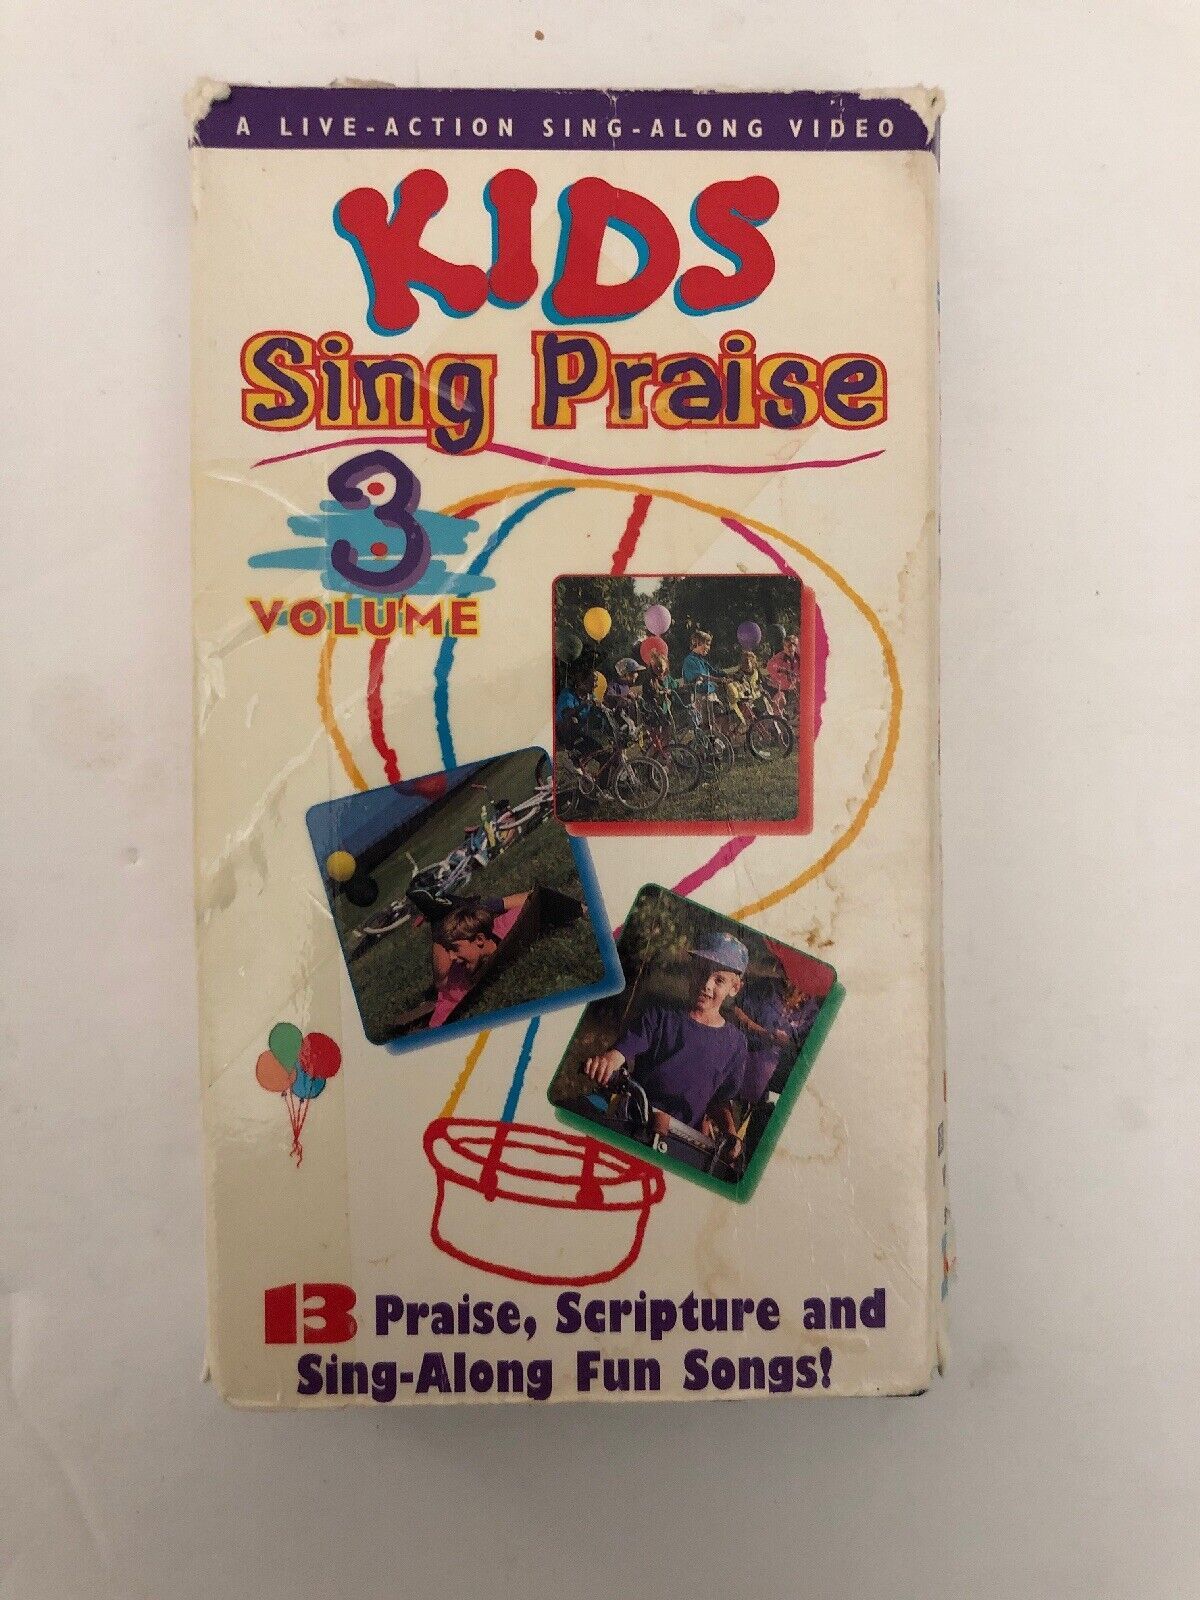 A LIVE-ACTION SING-ALONG VIDEO
KIDS
Sing Praise
3
VOLUME
13 Praise, Scripture and
Sing-Along Fun Songs!